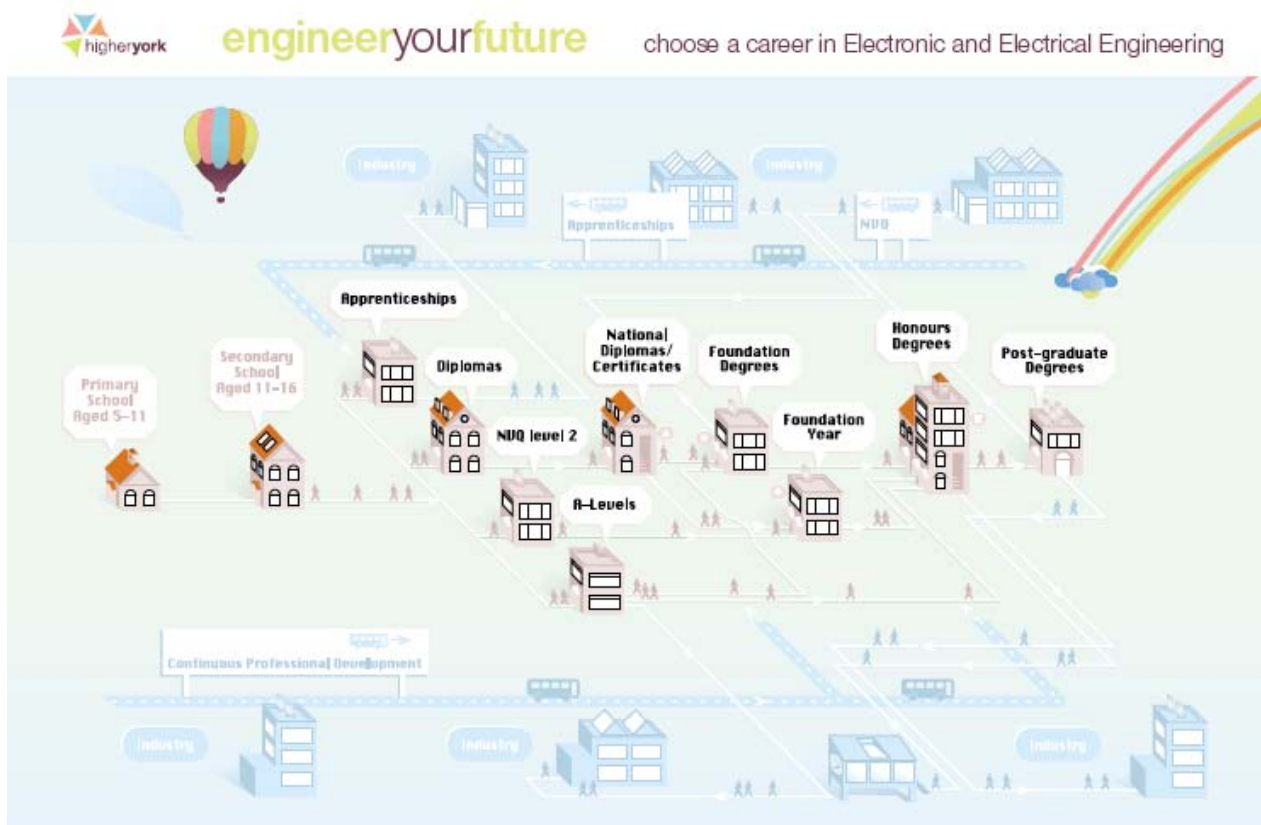 higheryork
engineeryourfuture
choose a career in Electronic and Electrical Engineering
Industry
Industry
Apprenticeships
NVQ
Apprenticeships
Diplomas
National
Diplomas/
Certificates
Foundation
Degrees
Honours
Degrees
Post-graduate
Degrees
Secondary
School
Aged 11-16
Primary
School
Aged 5-11
NVQ level 2
Foundation
Year
A-Levels
Continuous Professional Development
Industry
Industry
Industry